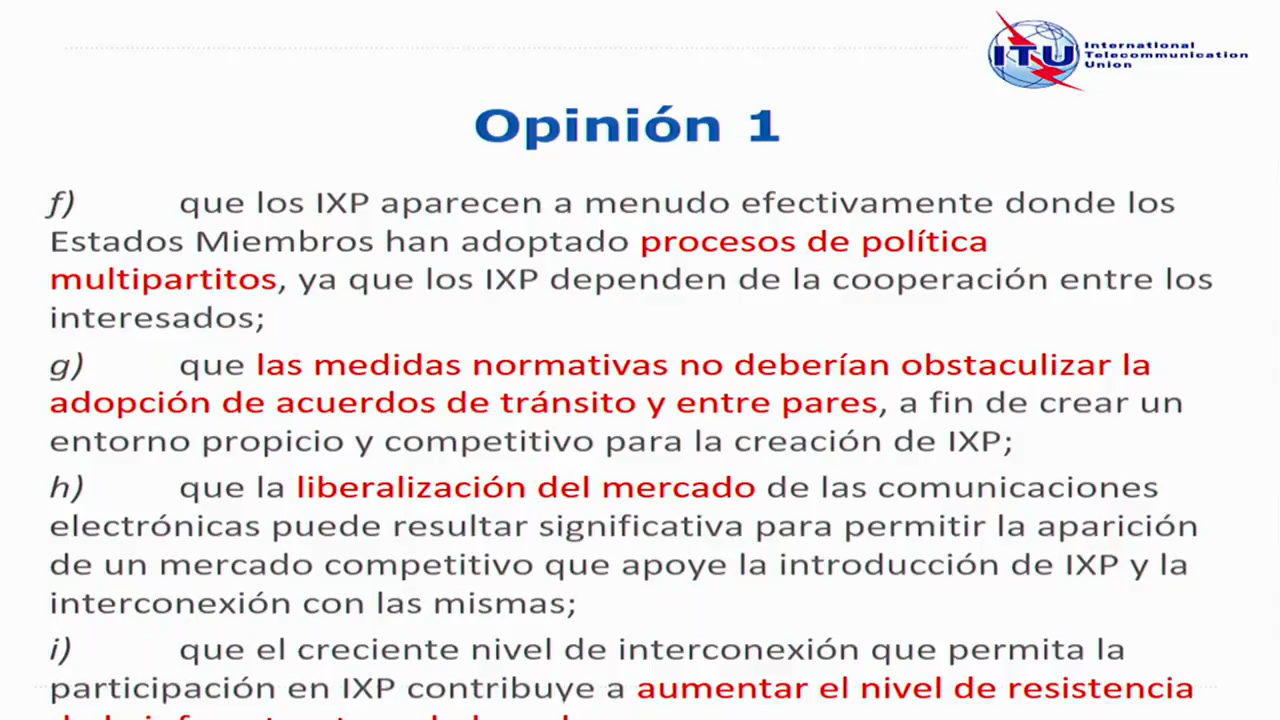 ITU International
Telecommunication
Union
Opinión 1
f) que los IXP aparecen a menudo efectivamente donde los
Estados Miembros han adoptado procesos de política
multipartitos, ya que los IXP dependen de la cooperación entre los
interesados;
g) que las medidas normativas no deberían obstaculizar la
adopción de acuerdos de tránsito y entre pares, a fin de crear un
entorno propicio y competitivo para la creación de IXP;
h) que la liberalización del mercado de las comunicaciones
electrónicas puede resultar significativa para permitir la aparición
de un mercado competitivo que apoye la introducción de IXP y la
interconexión con las mismas;
i) que el creciente nivel de interconexión que permita la
participación en IXP contribuye a aumentar el nivel de resistencia